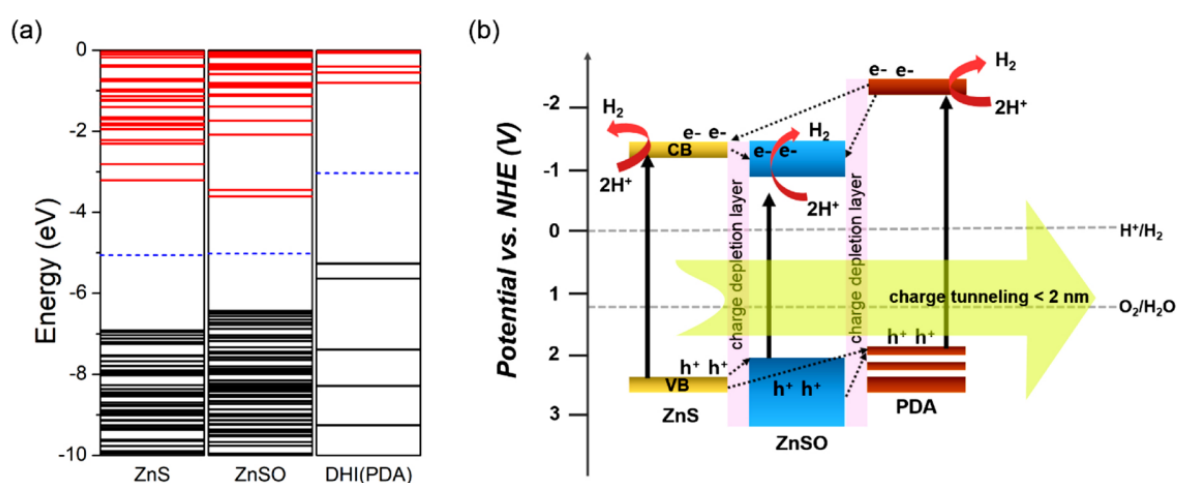 (a)
Energy (eV)
0
-2
-4
-6
-8
-10
ZnS
ZnSO
DHI(PDA)
(b)
Potential vs. NHE (V)
-2
-1
0
1
2
3
H₂
e- e-
2H⁺
CB
H₂
e- e-
2H⁺
e- e-
H₂
2H⁺
charge depletion layer
charge depletion layer
H⁺/H₂
charge tunneling < 2 nm
O₂/H₂O
h⁺ h⁺
VB
ZnS
h⁺ h⁺
ZnSO
h⁺ h⁺
PDA